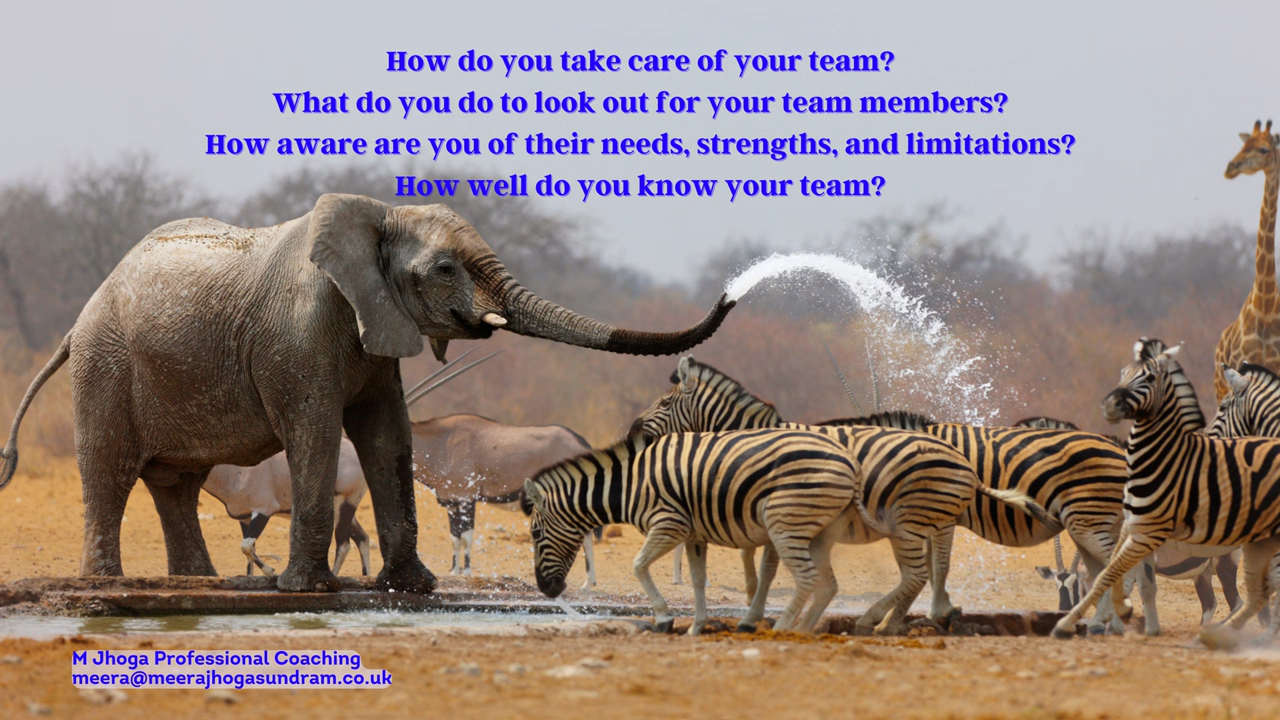 How do you take care of your team?
What do you do to look out for your team members?
How aware are you of their needs, strengths, and limitations?
How well do you know your team?
M Jhoga Professional Coaching
meera@meerajhogasundram.co.uk